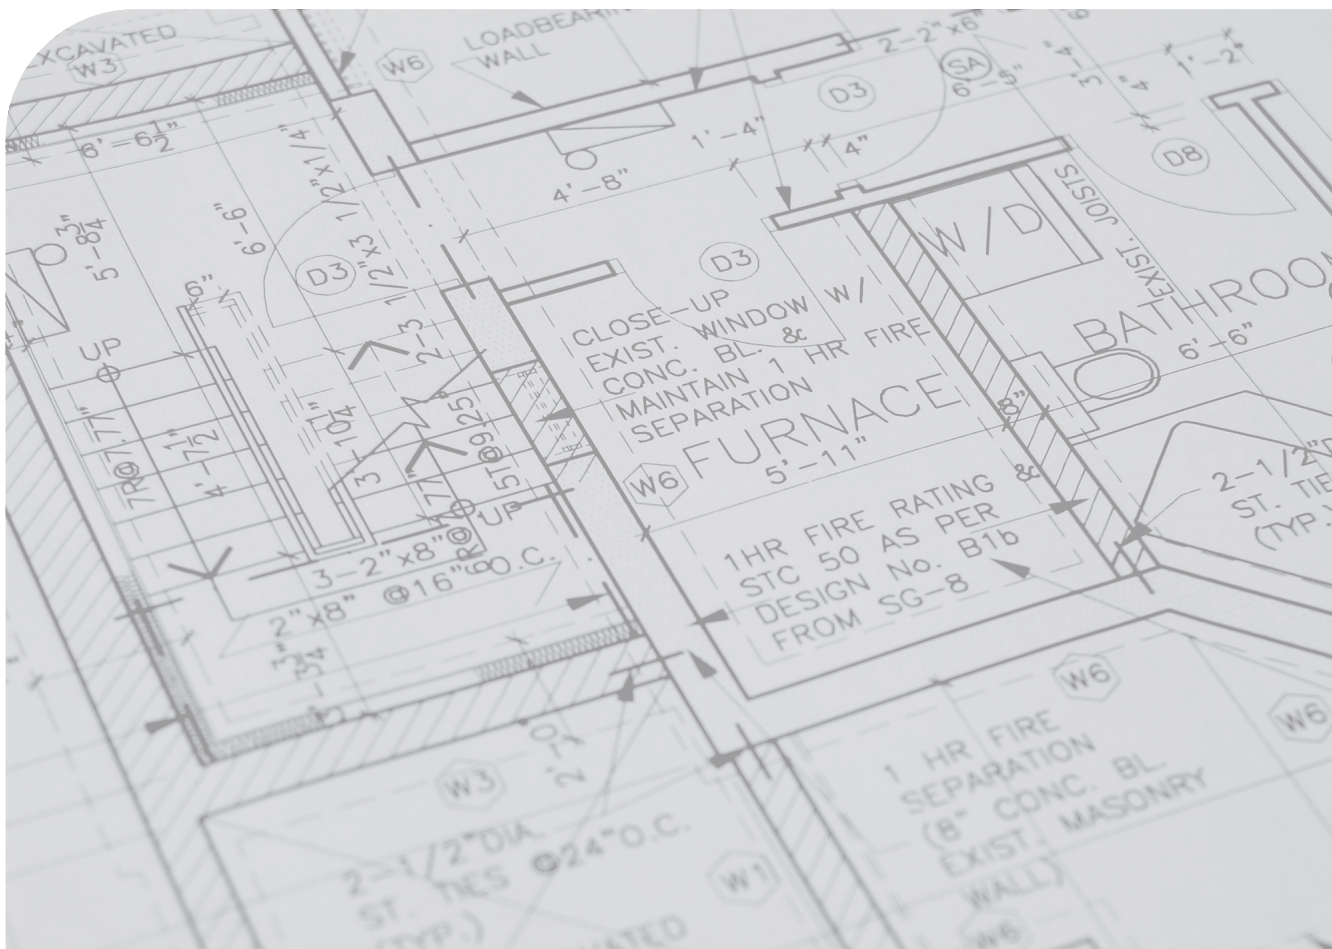 XCAVATED
W3
W6
LOADBEARIN
WALL
2-2"x6"
SA
6'-5"
3'-4"
4"
1'-2"
D3
D8
6'-6½"
1/2"x1/4"
1/2"x3
2-3
1'-4"
4"
4'-8"
5'-8¾"
6'-6"
9"
D3
D3
W/D
EXIST. JOISTS
BATHROO
6'-6"
UP
7R@7.77"
4'-7½"
3'-10¼"
5T@9.25"
UP
CLOSE-UP
EXIST. WINDOW W/
CONC. BL. &
MAINTAIN 1 HR FIRE
SEPARATION
FURNACE
W6
5'-11"
8"
1HR FIRE RATING &
STC 50 AS PER
DESIGN No. B1b
FROM SG-8
2-1/2"D
ST. TIE
(TYP.)
3-2"x8"
@16" O.C.
2"x8"
W3
2'-0"
2-1/2"DIA.
ST. TIES @24"O.C.
(TYP.)
W1
W6
W6
1 HR FIRE
SEPARATION
(8" CONC. BL.
EXIST. MASONRY
WALL)
W6
ATED